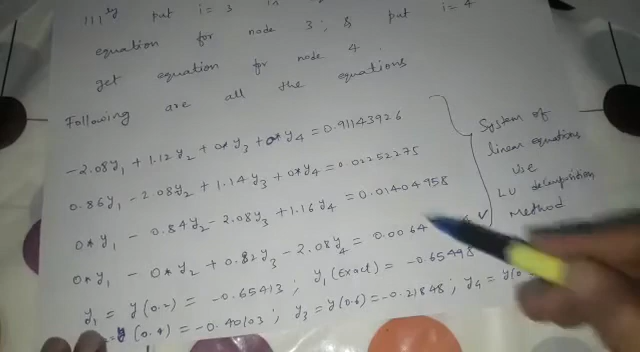 111ly put i = 3
equation for node 3; & put i = 4
get equation for node 4
Following are all the equations
-2.08y₁ + 1.12y₂ + 0*y₃ + 0*y₄ = 0.91143926
0.86y₁ - 2.08y₂ + 1.14y₃ + 0*y₄ = 0.02252275
0*y₁ - 0.84y₂ - 2.08y₃ + 1.16y₄ = 0.01404958
0*y₁ - 0*y₂ + 0.82y₃ - 2.08y₄ = 0.0064
System of
linear equations
Use
LU decomposition
Method
y₁ = y(0.2) = -0.65413; y₁(Exact) = -0.65498
y(0.4) = -0.40103; y₃ = y(0.6) = -0.21848; y₄ =